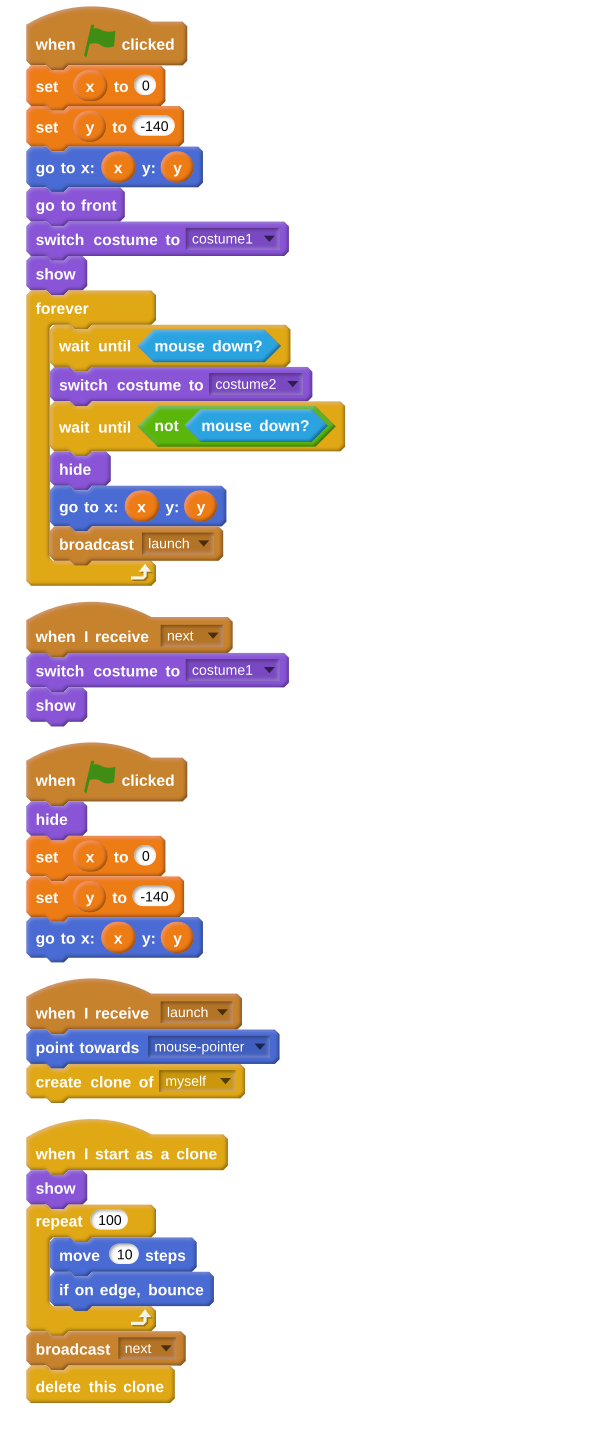 when clicked
set x to 0
set y to -140
go to x: x y: y
go to front
switch costume to costume1
show
forever
wait until mouse down?
switch costume to costume2
wait until not mouse down?
hide
go to x: x y: y
broadcast launch
when I receive next
switch costume to costume1
show
when clicked
hide
set x to 0
set y to -140
go to x: x y: y
when I receive launch
point towards mouse-pointer
create clone of myself
when I start as a clone
show
repeat 100
move 10 steps
if on edge, bounce
broadcast next
delete this clone